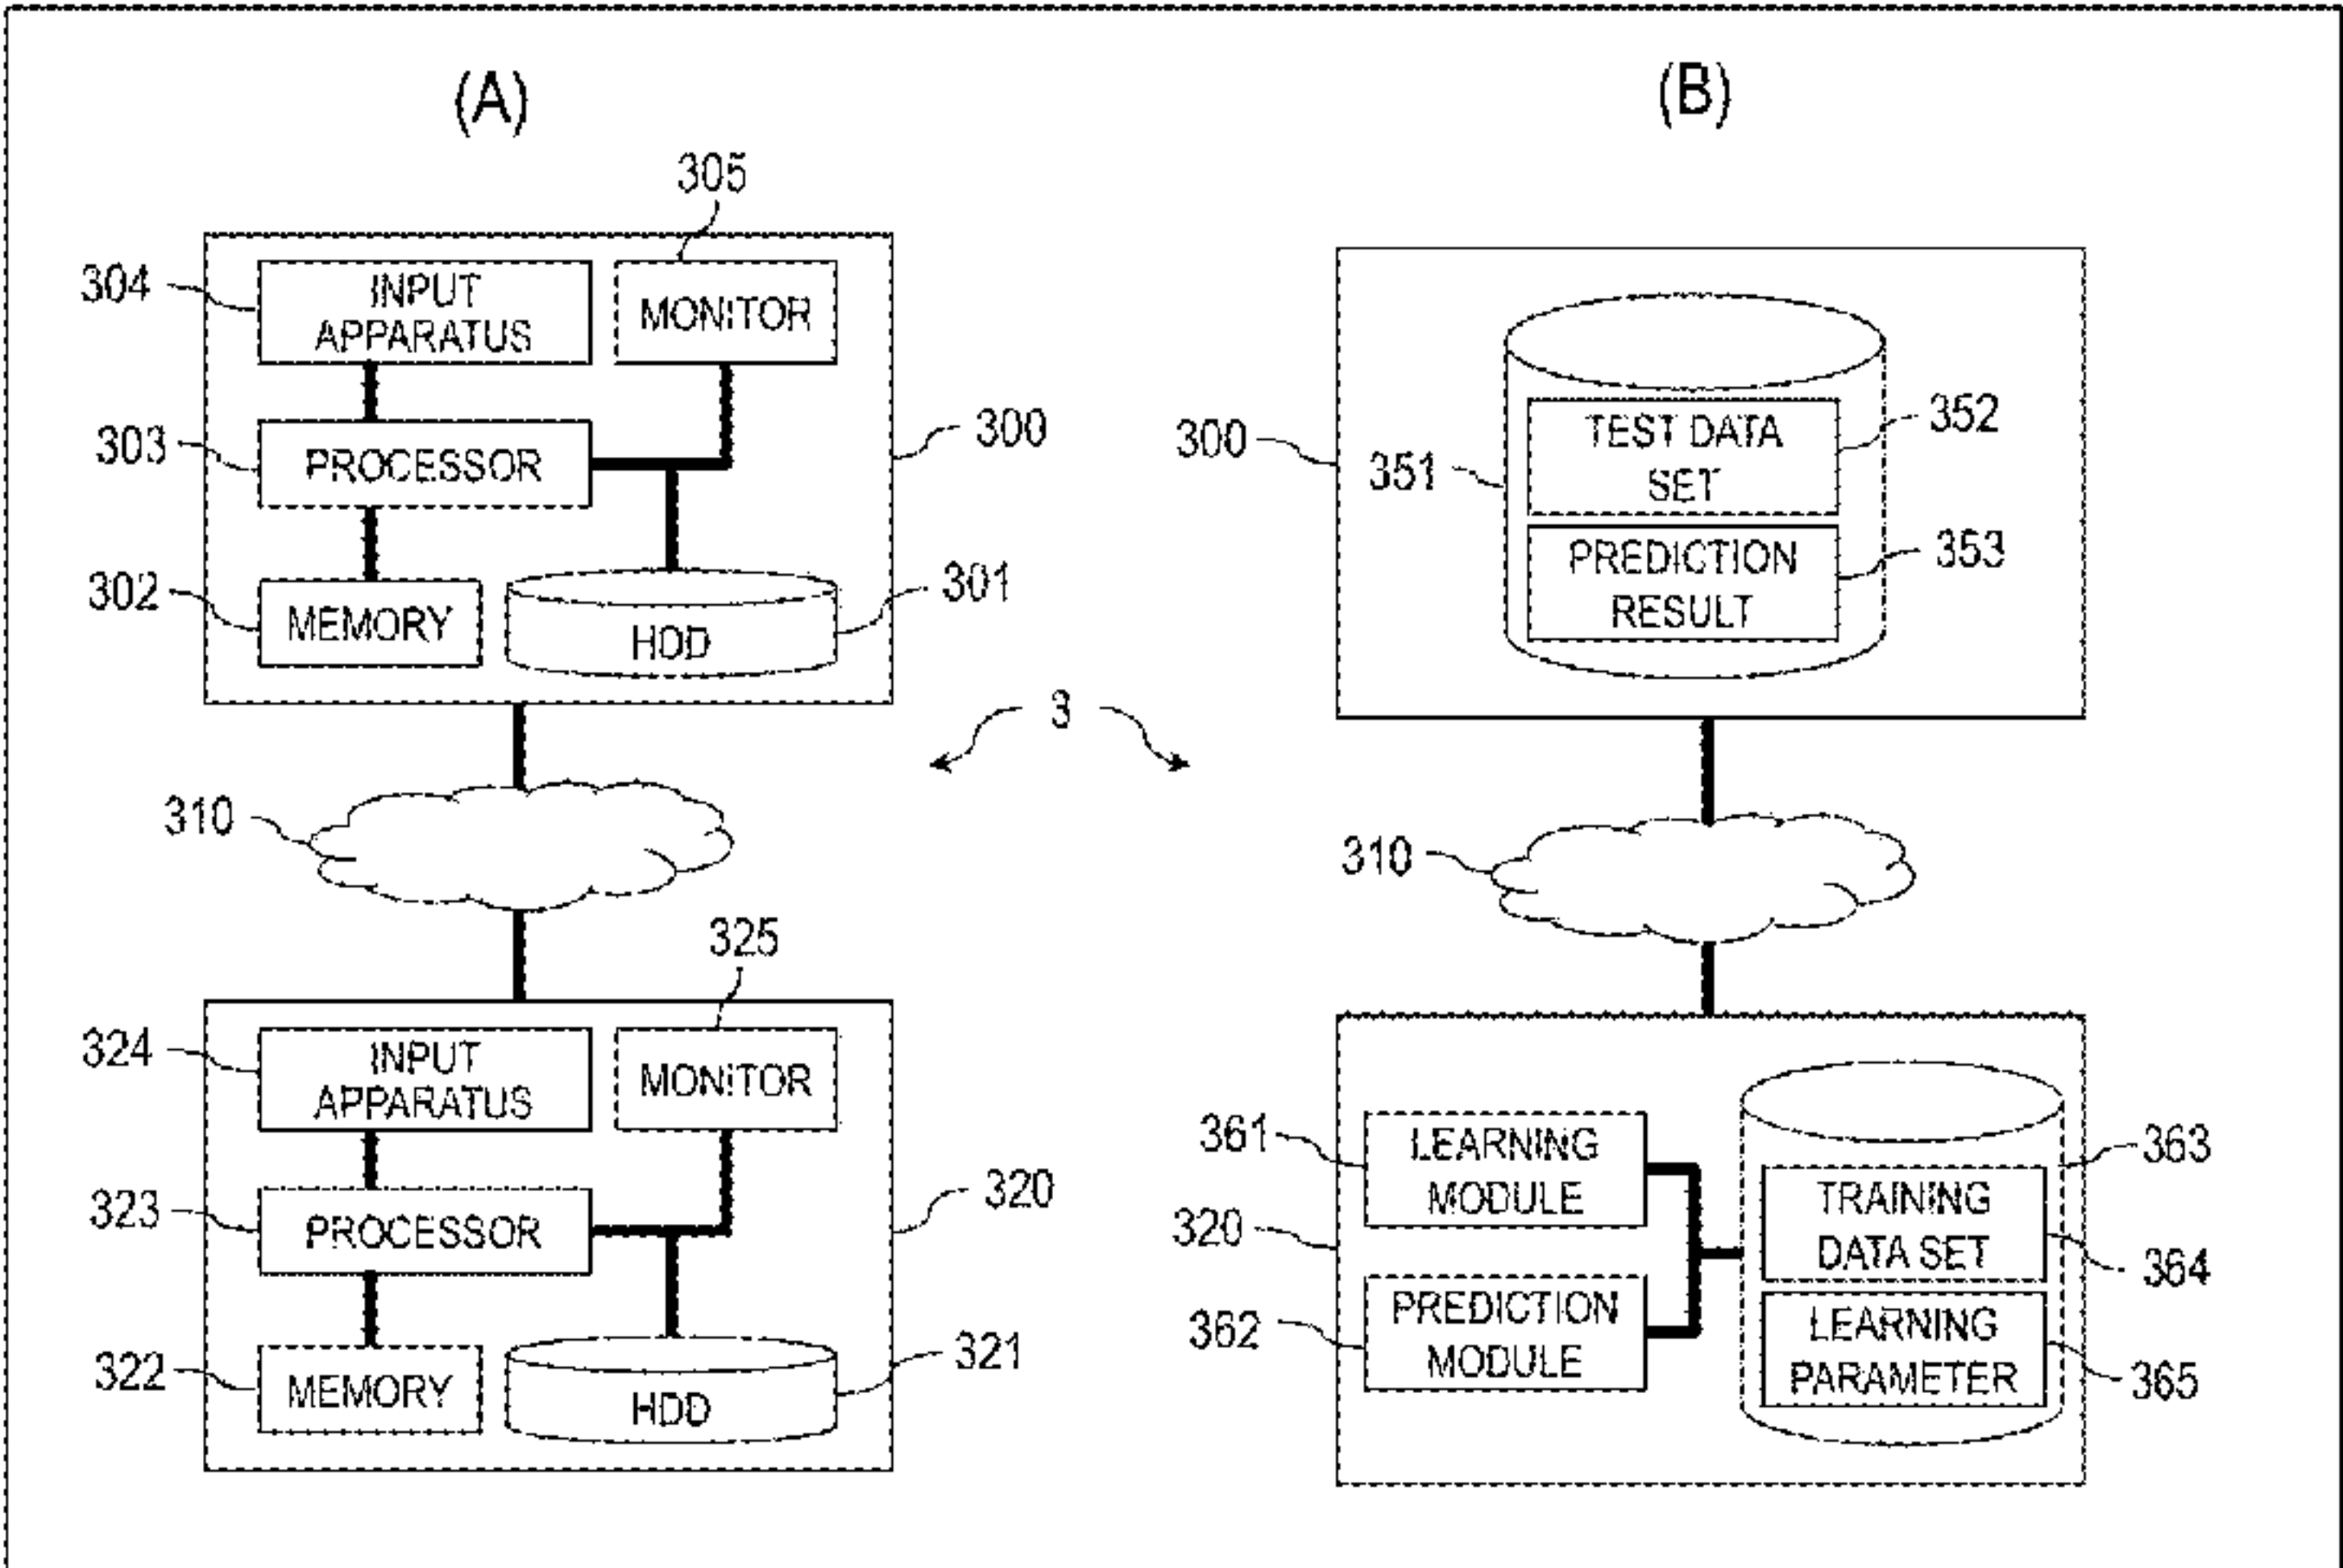 (A)
305
304
INPUT
APPARATUS
MONITOR
303
PROCESSOR
300
302
MEMORY
HDD
301
310
325
324
INPUT
APPARATUS
MONITOR
323
PROCESSOR
320
322
MEMORY
HDD
321
3
(B)
300
351
TEST DATA
SET
352
PREDICTION
RESULT
353
310
361
LEARNING
MODULE
320
362
PREDICTION
MODULE
363
TRAINING
DATA SET
364
LEARNING
PARAMETER
365